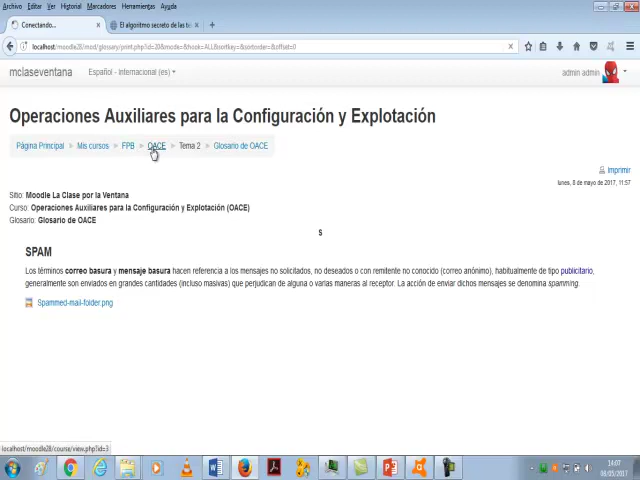 Archivo Editar Ver Historial Marcadores Herramientas Ayuda
Conectando...
El algoritmo secreto de las te
localhost/moodle28/mod/glossary/print.php?id=20&mode=&hook=ALL&sortkey=&sortorder=&offset=0
mclaseventana
Español - Internacional (es)
admin admin
Operaciones Auxiliares para la Configuración y Explotación
Página Principal
Mis cursos
FPB
OACE
Tema 2
Glosario de OACE
Imprimir
lunes, 8 de mayo de 2017, 11:57
Sitio: Moodle La Clase por la Ventana
Curso: Operaciones Auxiliares para la Configuración y Explotación (OACE)
Glosario: Glosario de OACE
S
SPAM
Los términos correo basura y mensaje basura hacen referencia a los mensajes no solicitados, no deseados o con remitente no conocido (correo anónimo), habitualmente de tipo publicitario,
generalmente son enviados en grandes cantidades (incluso masivas) que perjudican de alguna o varias maneras al receptor. La acción de enviar dichos mensajes se denomina spamming.
Spammed-mail-folder.png
localhost/moodle28/course/view.php?id=3
14:07
08/05/2017